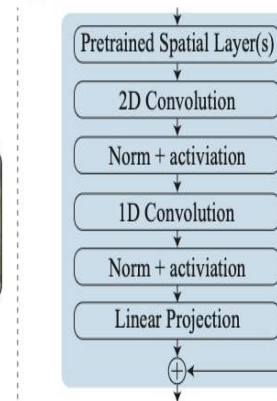 Pretrained Spatial Layer(s)
2D Convolution
Norm + activiation
1D Convolution
Norm + activiation
Linear Projection